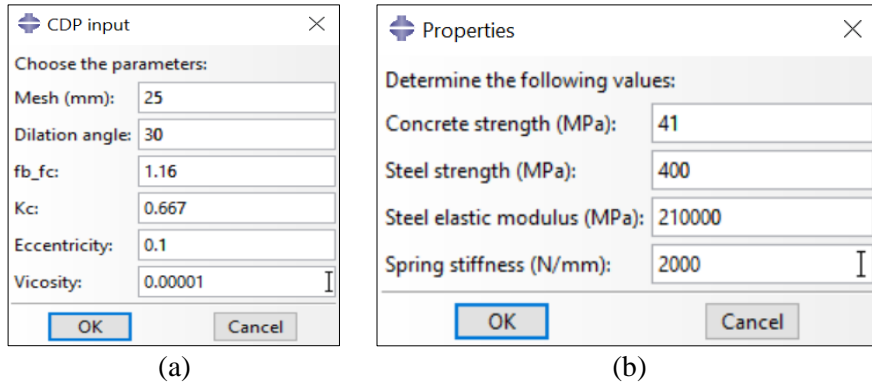 CDP input
Choose the parameters:
Mesh (mm): 25
Dilation angle: 30
fb_fc: 1.16
Kc: 0.667
Eccentricity: 0.1
Vicosity: 0.00001
OK Cancel
(a)
Properties
Determine the following values:
Concrete strength (MPa): 41
Steel strength (MPa): 400
Steel elastic modulus (MPa): 210000
Spring stiffness (N/mm): 2000
OK Cancel
(b)